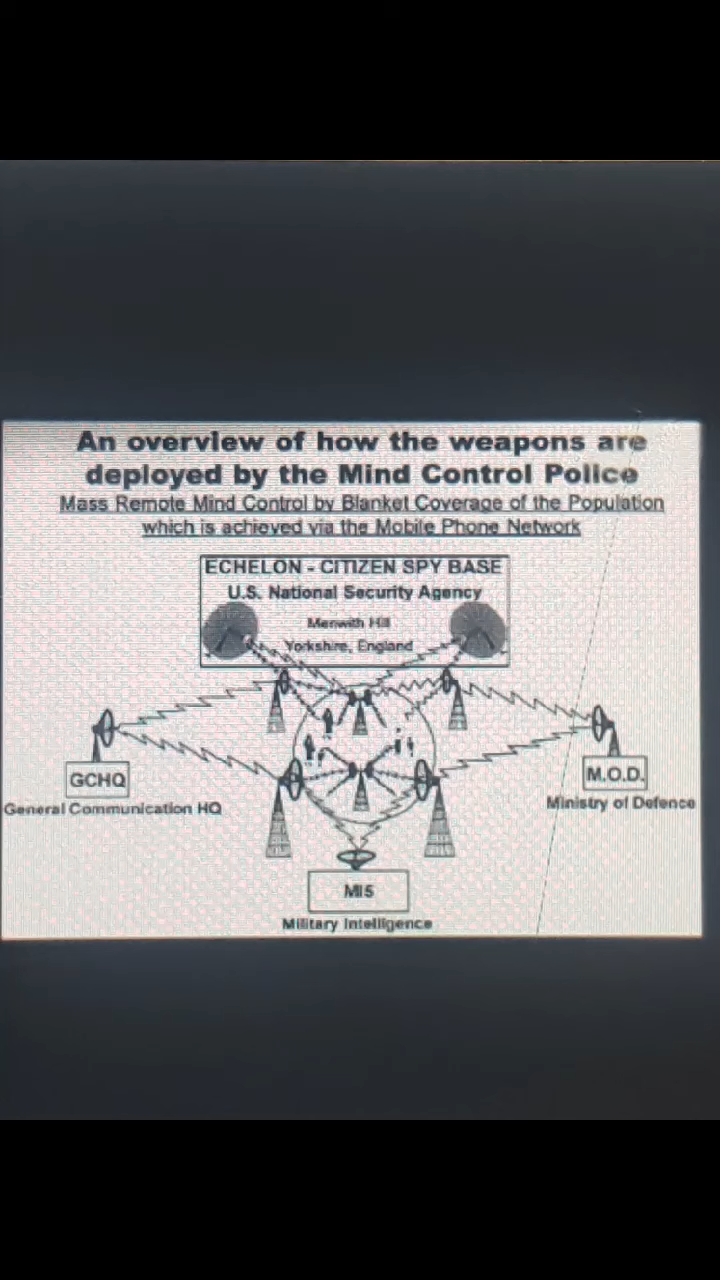 An overview of how the weapons are
deployed by the Mind Control Police
Mass Remote Mind Control by Blanket Coverage of the Population
which is achieved via the Mobile Phone Network
ECHELON - CITIZEN SPY BASE
U.S. National Security Agency
Menwith Hill
Yorkshire, England
GCHQ
General Communication HQ
M.O.D.
Ministry of Defence
MI5
Military Intelligence